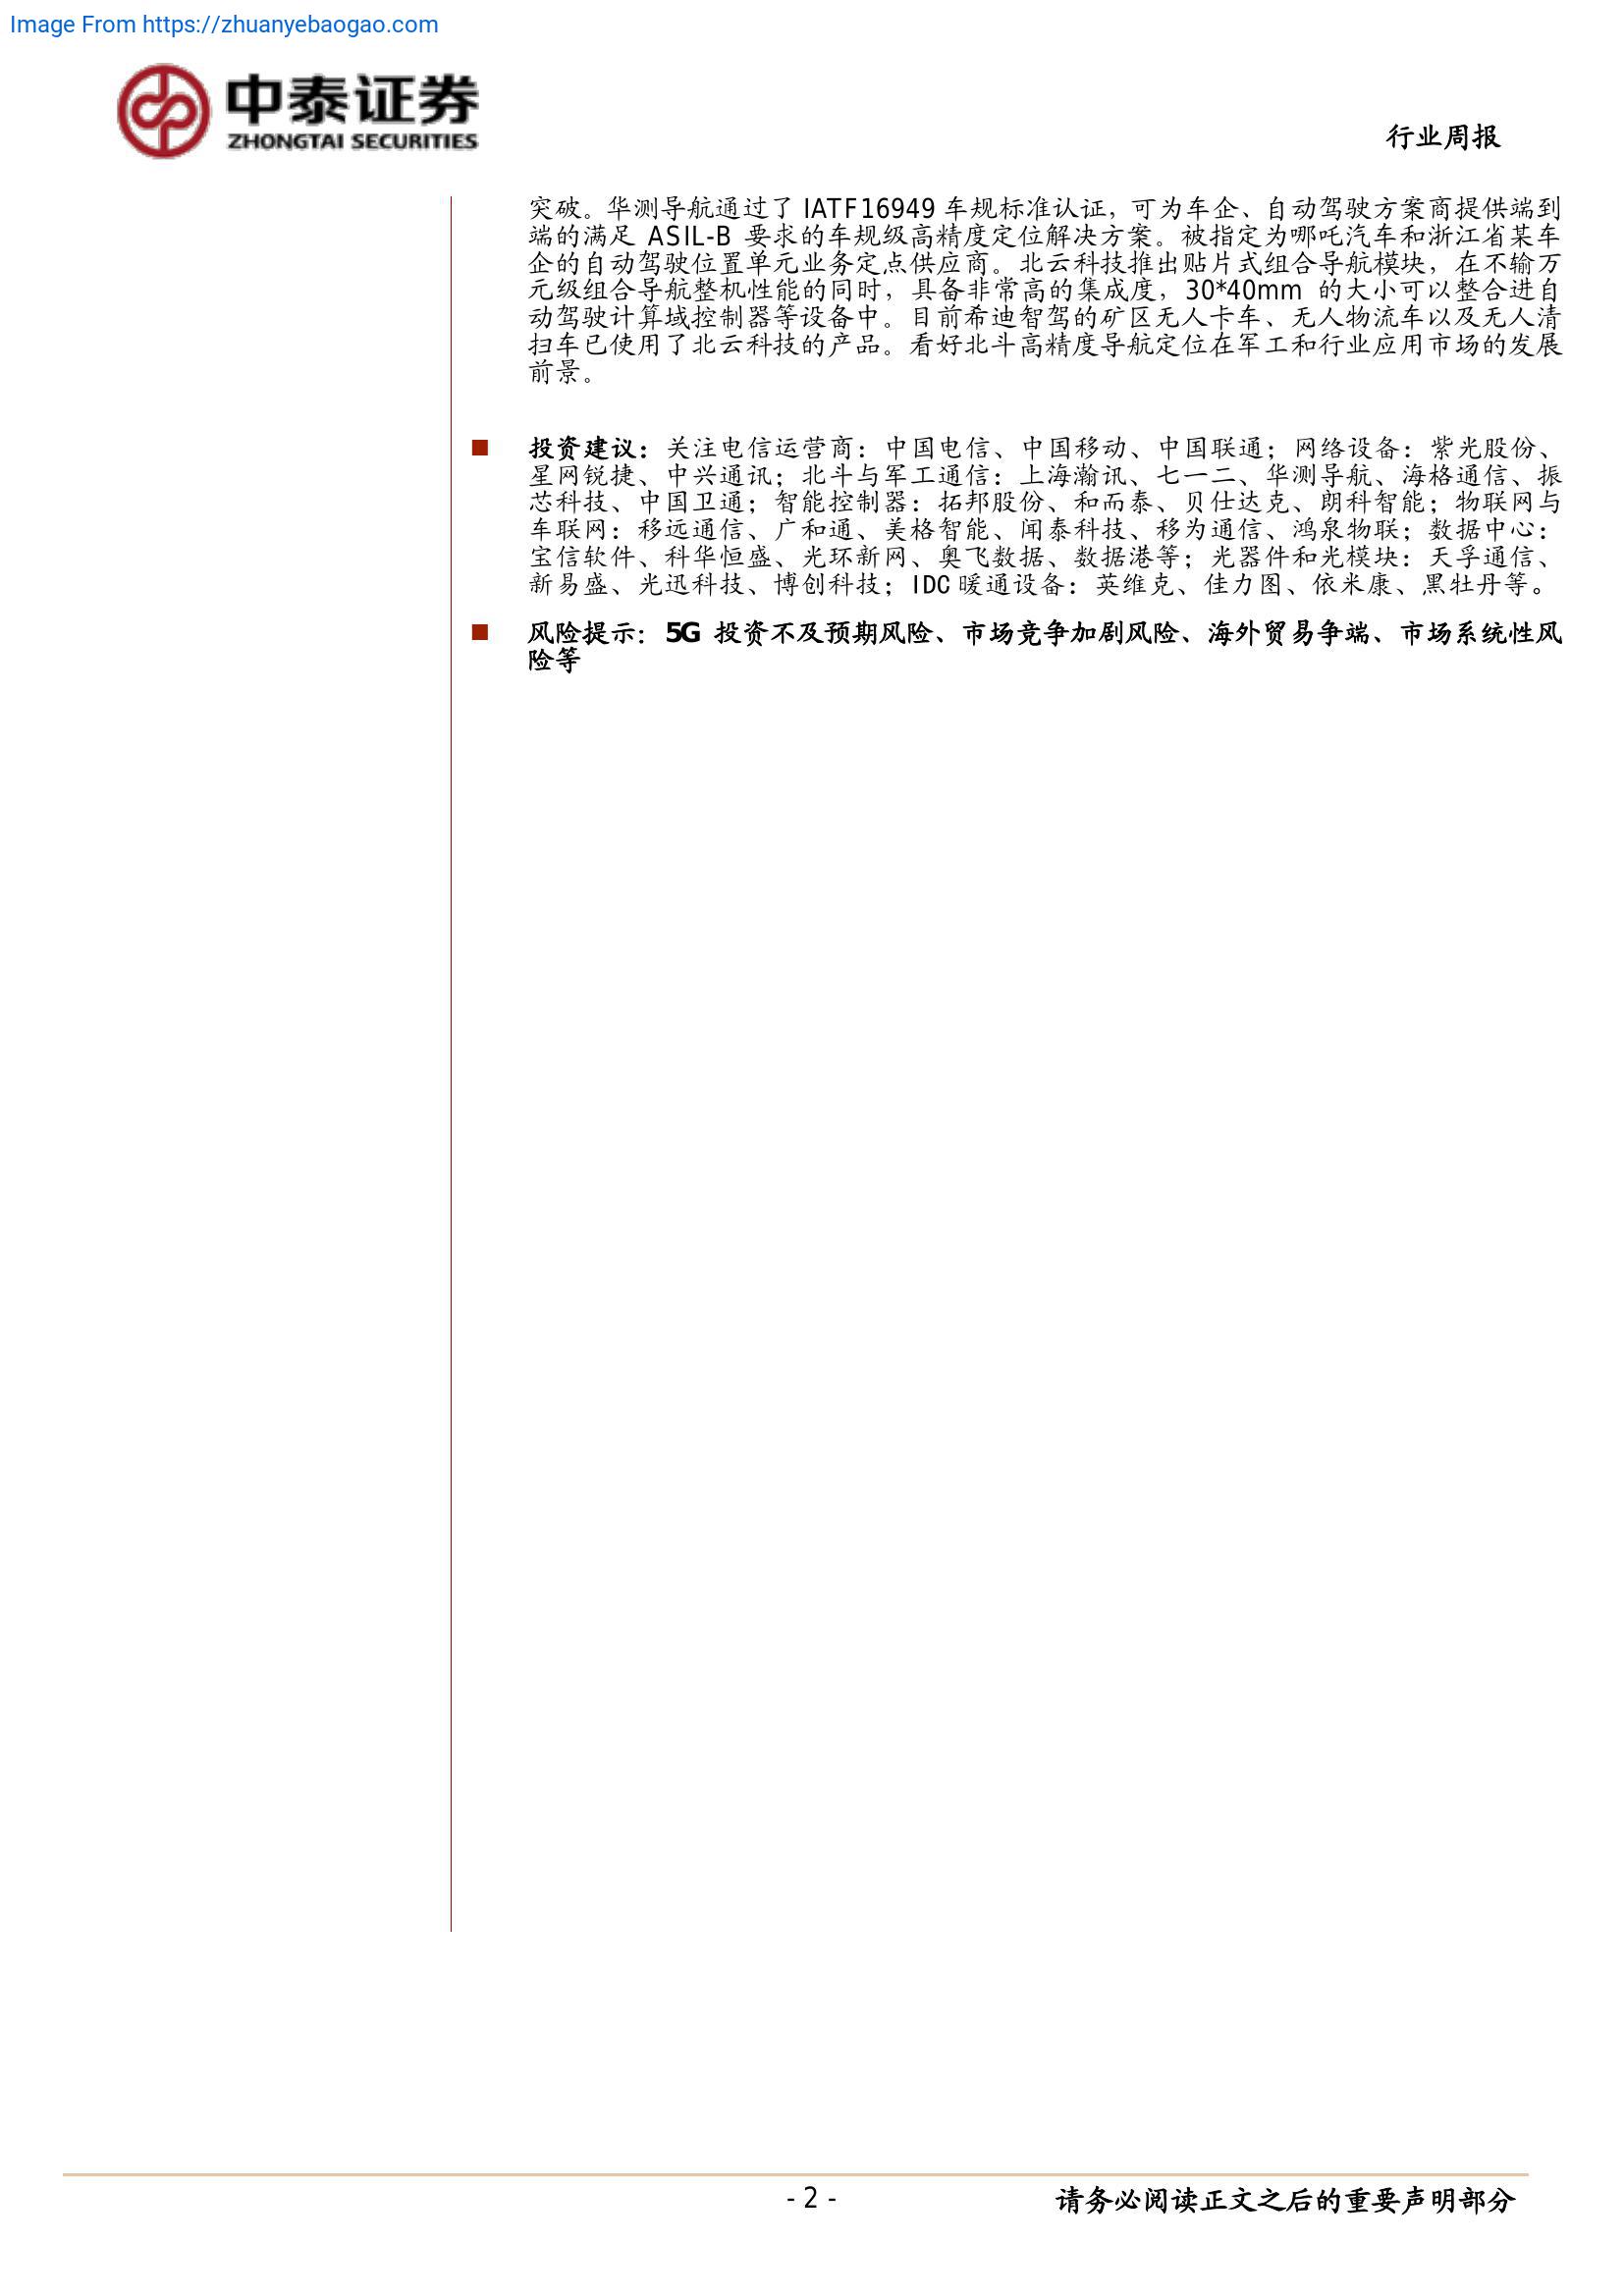 Image From https://zhuanyebaogao.com
中泰证券
ZHONGTAI SECURITIES
行业周报
突破。华测导航通过了 IATF16949 车规标准认证，可为车企、自动驾驶方案商提供端到
端的满足 ASIL-B 要求的车规级高精度定位解决方案。被指定为哪吒汽车和浙江省某车
企的自动驾驶位置单元业务定点供应商。北云科技推出贴片式组合导航模块，在不输万
元级组合导航整机性能的同时，具备非常高的集成度，30*40mm 的大小可以整合进自
动驾驶计算域控制器等设备中。目前希迪智驾的矿区无人卡车、无人物流车以及无人清
扫车已使用了北云科技的产品。看好北斗高精度导航定位在军工和行业应用市场的发展
前景。
■ 投资建议：关注电信运营商：中国电信、中国移动、中国联通；网络设备：紫光股份、
星网锐捷、中兴通讯；北斗与军工通信：上海瀚讯、七一二、华测导航、海格通信、振
芯科技、中国卫通；智能控制器：拓邦股份、和而泰、贝仕达克、朗科智能；物联网与
车联网：移远通信、广和通、美格智能、闻泰科技、移为通信、鸿泉物联；数据中心：
宝信软件、科华恒盛、光环新网、奥飞数据、数据港等；光器件和光模块：天孚通信、
新易盛、光迅科技、博创科技；IDC 暖通设备：英维克、佳力图、依米康、黑牡丹等。
■ 风险提示：5G 投资不及预期风险、市场竞争加剧风险、海外贸易争端、市场系统性风
险等
- 2 -
请务必阅读正文之后的重要声明部分